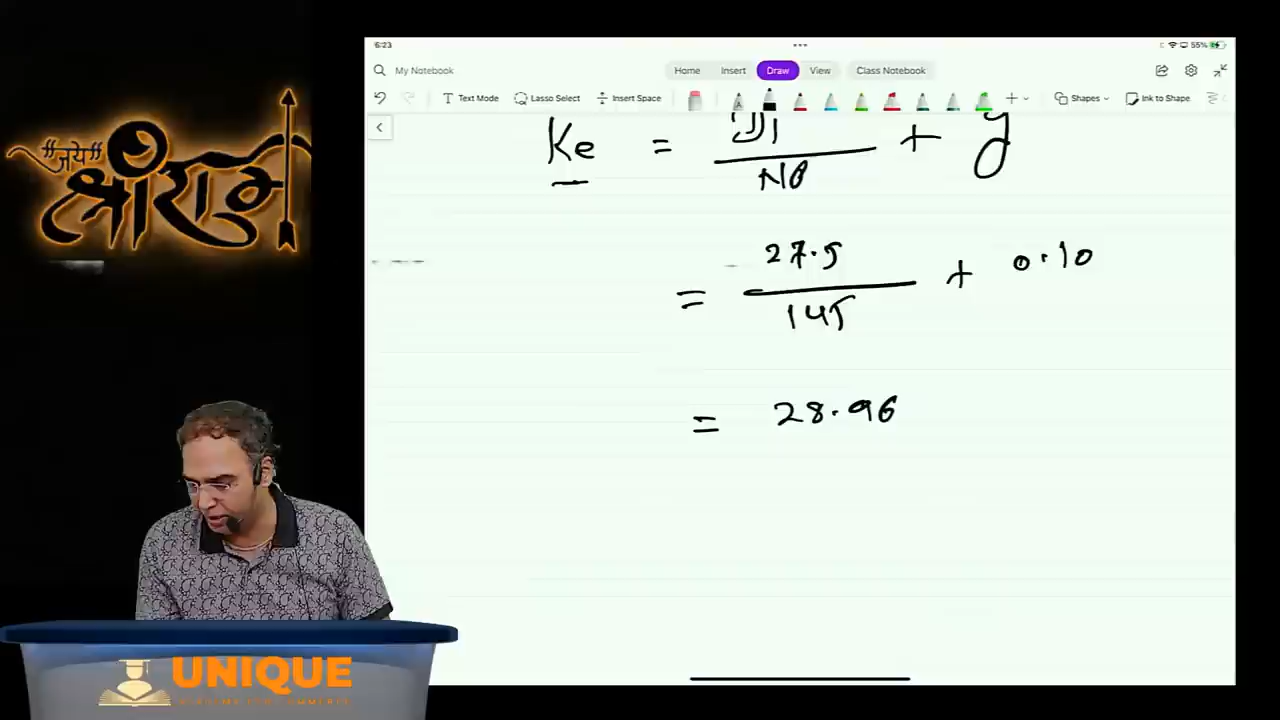 6:23
55%
My Notebook
Home Insert Draw View Class Notebook
Text Mode Lasso Select Insert Space Shapes Ink to Shape
"जय"
श्रीराम
Ke = D1 + g
NP
27.5 + 0.10
= 145
= 28.96
UNIQUE